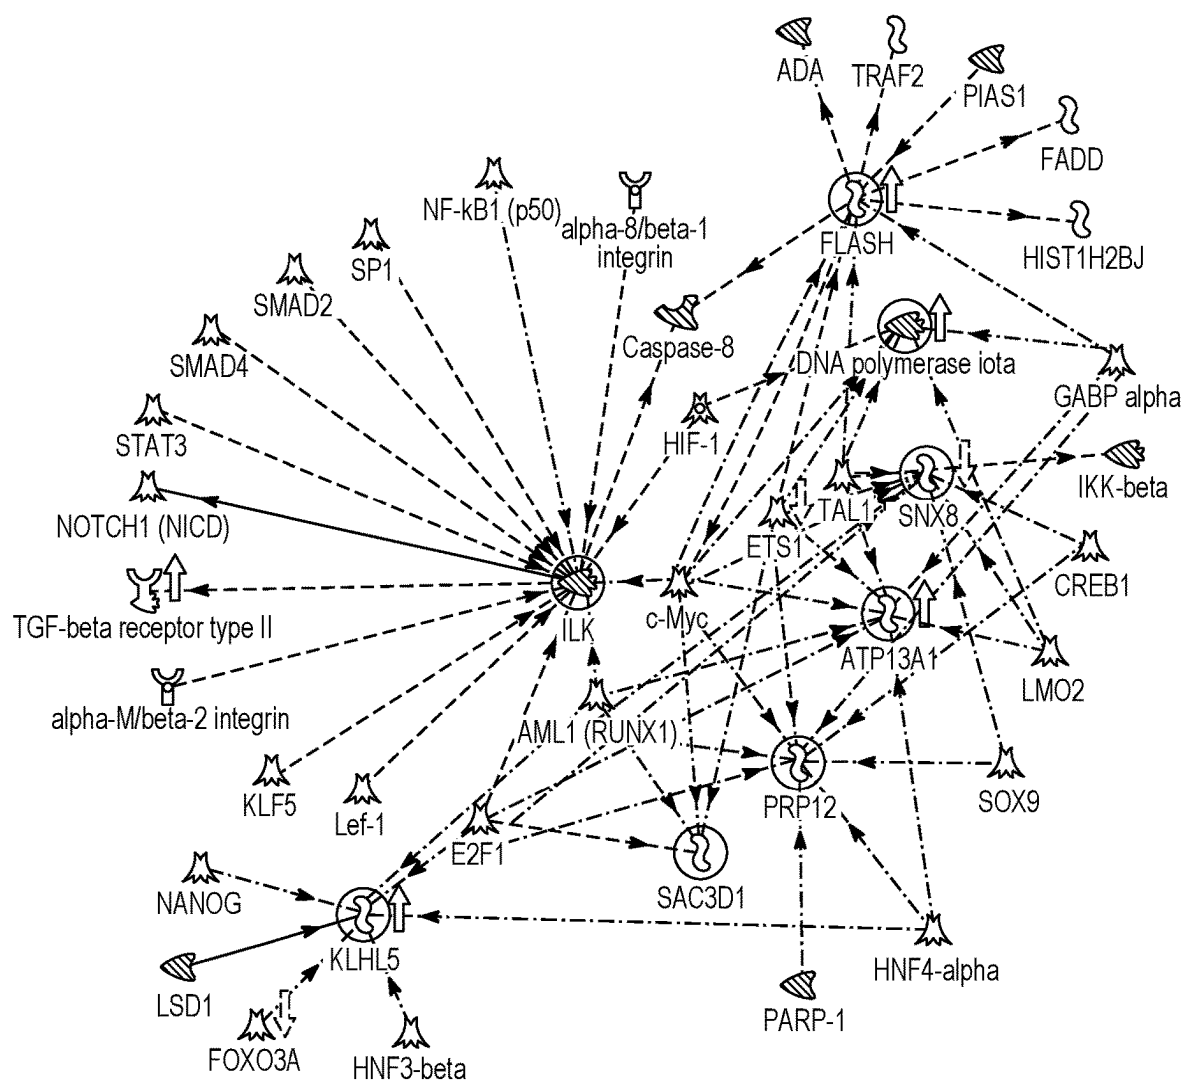 ADA
TRAF2
PIAS1
FADD
NF-kB1 (p50)
alpha-8/beta-1
integrin
FLASH
HIST1H2BJ
SP1
SMAD2
SMAD4
Caspase-8
DNA polymerase iota
GABP alpha
STAT3
HIF-1
NOTCH1 (NICD)
TAL1
SNX8
IKK-beta
ETS1
CREB1
TGF-beta receptor type II
ILK
c-Myc
ATP13A1
LMO2
alpha-M/beta-2 integrin
AML1 (RUNX1)
KLF5
Lef-1
PRP12
SOX9
E2F1
SAC3D1
NANOG
KLHL5
HNF4-alpha
LSD1
PARP-1
FOXO3A
HNF3-beta